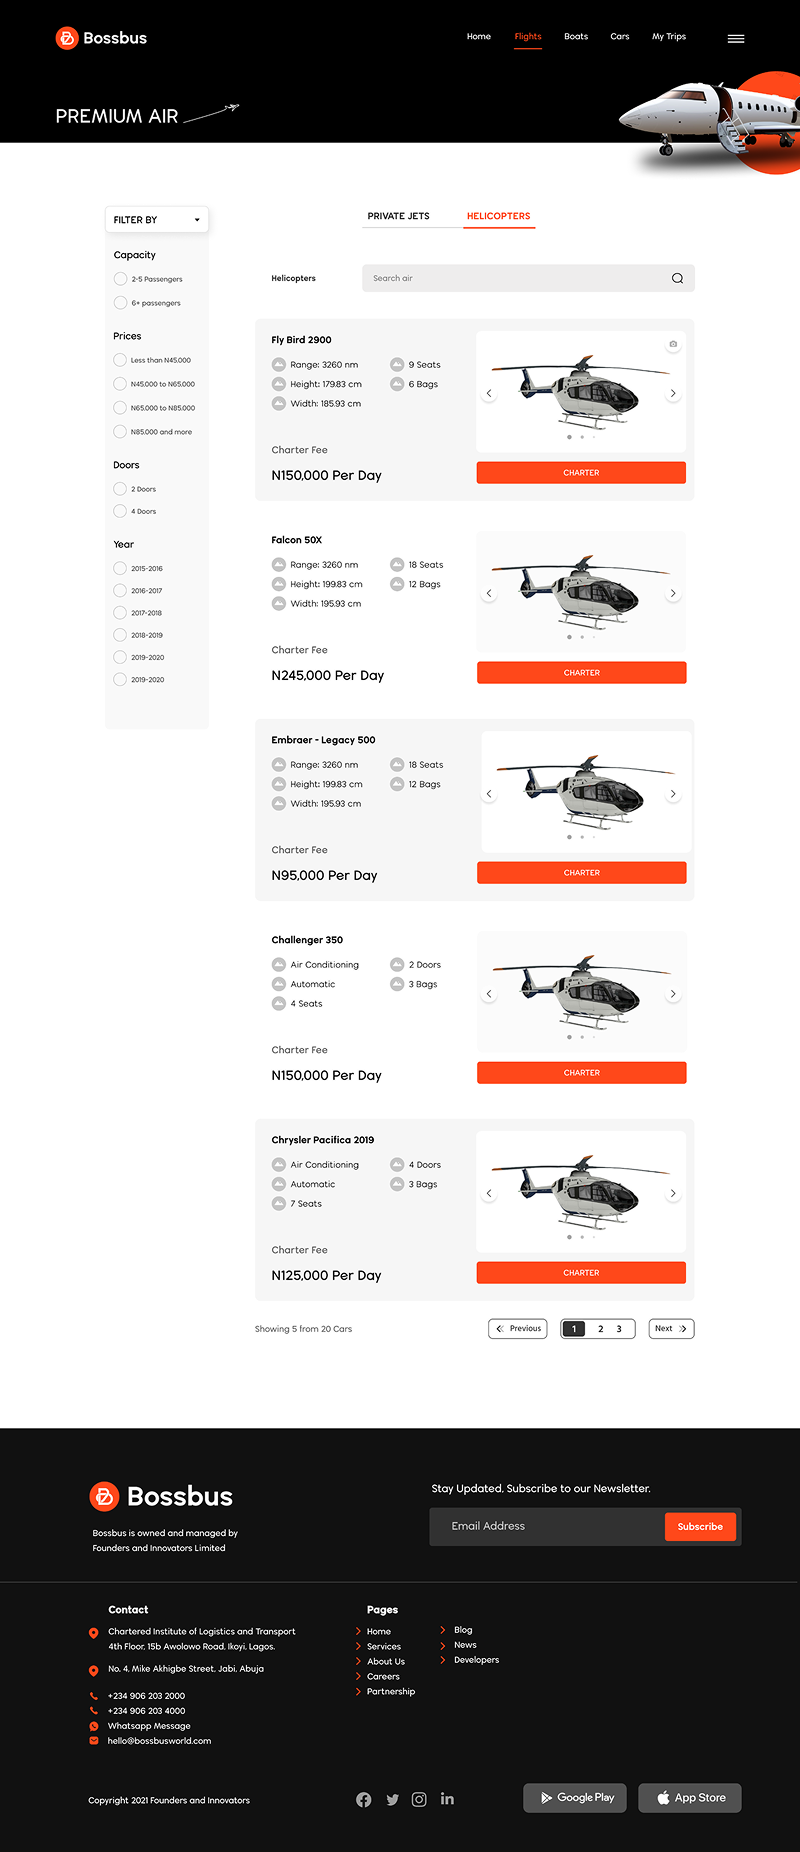 Bossbus
Home Flights Boats Cars My Trips
PREMIUM AIR
FILTER BY
Capacity
2-5 Passengers
6+ passengers
Prices
Less than N45,000
N45,000 to N65,000
N65,000 to N85,000
N85,000 and more
Doors
2 Doors
4 Doors
Year
2015-2016
2016-2017
2017-2018
2018-2019
2019-2020
2019-2020
PRIVATE JETS HELICOPTERS
Helicopters
Search air
Fly Bird 2900
Range: 3260 nm 9 Seats
Height: 179.83 cm 6 Bags
Width: 185.93 cm
Charter Fee
N150,000 Per Day
CHARTER
Falcon 50X
Range: 3260 nm 18 Seats
Height: 199.83 cm 12 Bags
Width: 195.93 cm
Charter Fee
N245,000 Per Day
CHARTER
Embraer - Legacy 500
Range: 3260 nm 18 Seats
Height: 199.83 cm 12 Bags
Width: 195.93 cm
Charter Fee
N95,000 Per Day
CHARTER
Challenger 350
Air Conditioning 2 Doors
Automatic 3 Bags
4 Seats
Charter Fee
N150,000 Per Day
CHARTER
Chrysler Pacifica 2019
Air Conditioning 4 Doors
Automatic 3 Bags
7 Seats
Charter Fee
N125,000 Per Day
CHARTER
Showing 5 from 20 Cars
Previous 1 2 3 Next
Bossbus
Bossbus is owned and managed by
Founders and Innovators Limited
Stay Updated, Subscribe to our Newsletter.
Email Address
Subscribe
Contact
Chartered Institute of Logistics and Transport
4th Floor, 15b Awolowo Road, Ikoyi, Lagos.
No. 4, Mike Akhigbe Street, Jabi, Abuja
+234 906 203 2000
+234 906 203 4000
Whatsapp Message
hello@bossbusworld.com
Pages
Home
Services
About Us
Careers
Partnership
Blog
News
Developers
Copyright 2021 Founders and Innovators
Google Play
App Store